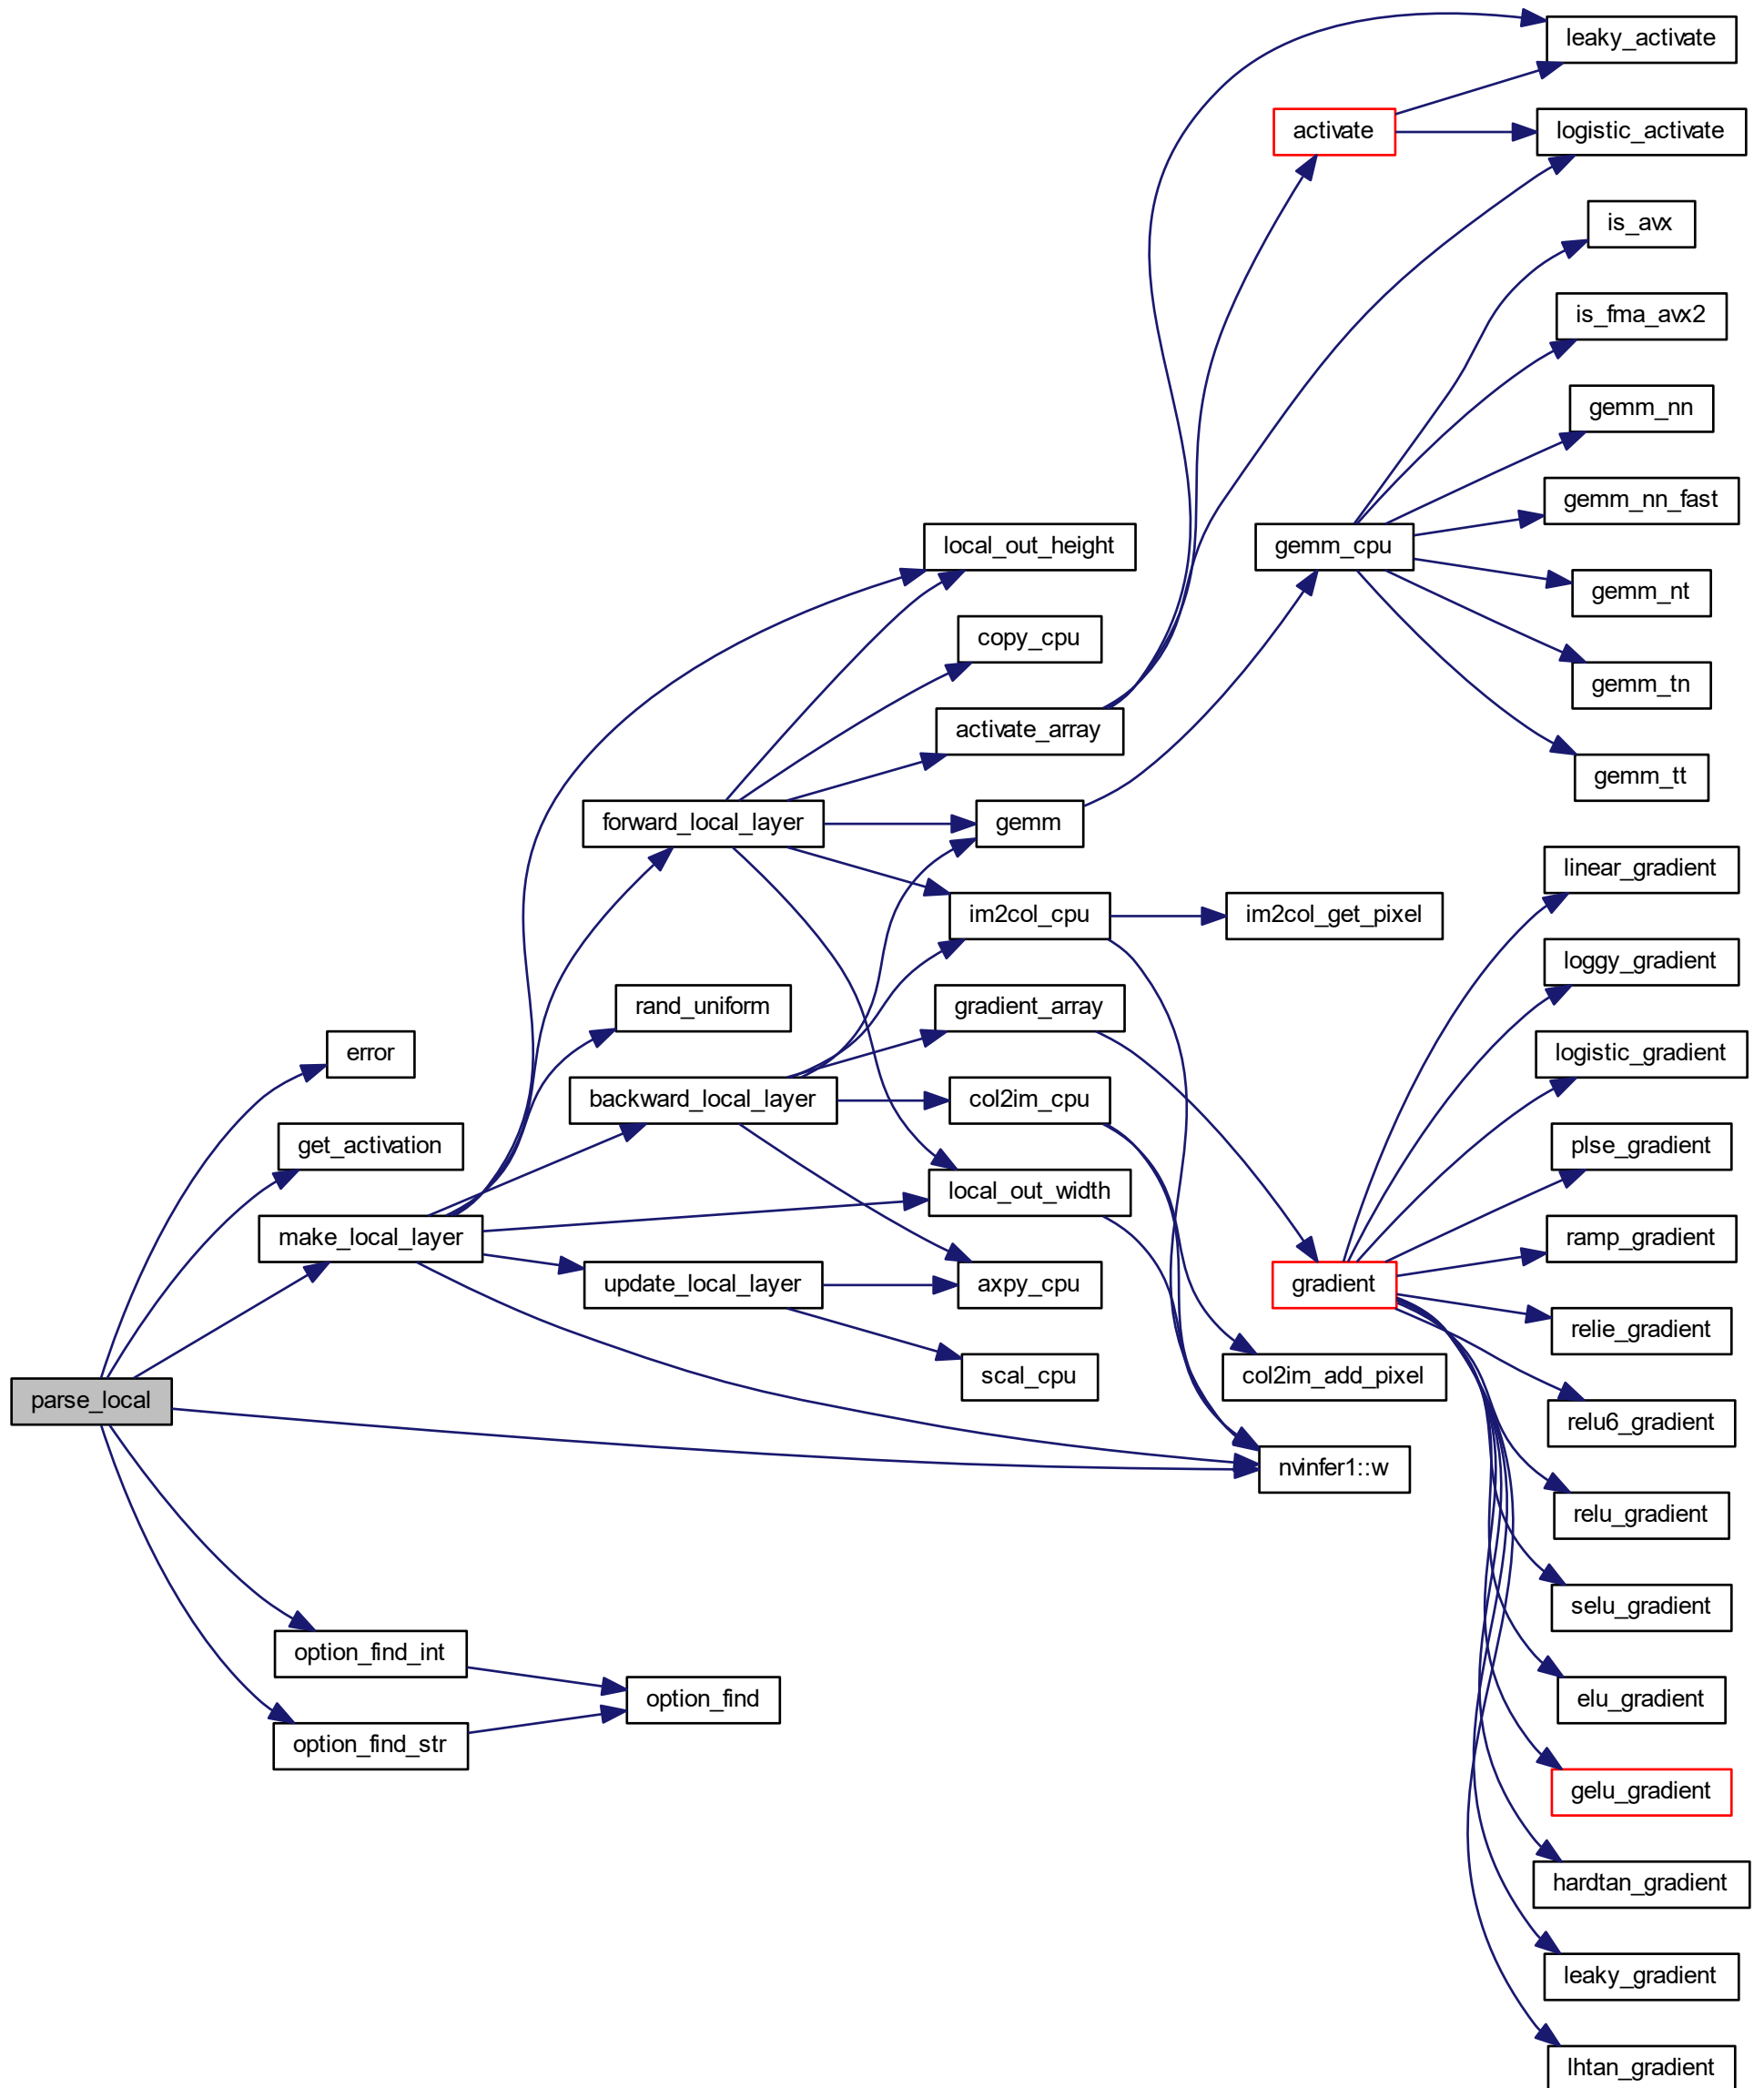 leaky_activate
activate
logistic_activate
is_avx
is_fma_avx2
gemm_nn
gemm_nn_fast
local_out_height
gemm_cpu
gemm_nt
copy_cpu
gemm_tn
activate_array
gemm_tt
forward_local_layer
gemm
linear_gradient
im2col_cpu
im2col_get_pixel
loggy_gradient
rand_uniform
gradient_array
error
logistic_gradient
backward_local_layer
col2im_cpu
get_activation
plse_gradient
local_out_width
make_local_layer
ramp_gradient
update_local_layer
axpy_cpu
gradient
relie_gradient
scal_cpu
col2im_add_pixel
parse_local
relu6_gradient
nvinfer1::w
relu_gradient
selu_gradient
option_find_int
option_find
elu_gradient
option_find_str
gelu_gradient
hardtan_gradient
leaky_gradient
lhtan_gradient